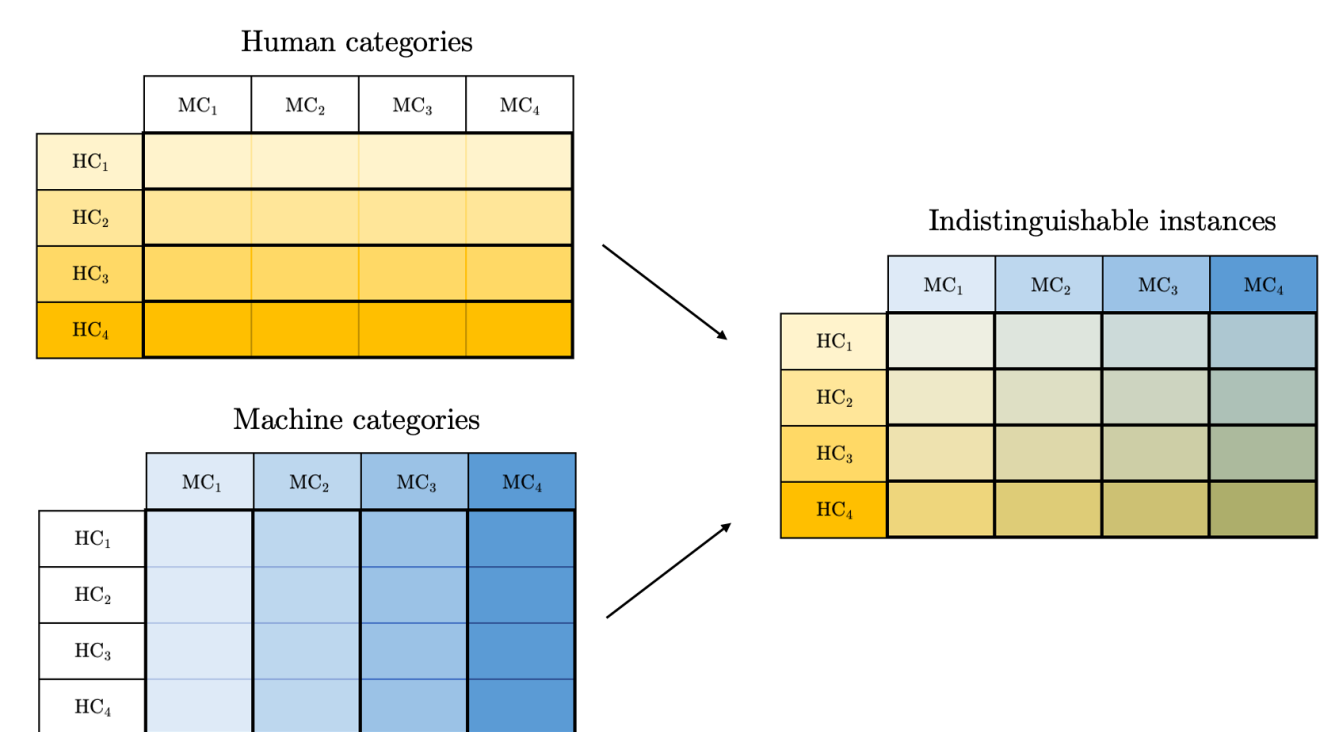 Human categories
MC₁ MC₂ MC₃ MC₄
HC₁
HC₂
HC₃
HC₄
Machine categories
MC₁ MC₂ MC₃ MC₄
HC₁
HC₂
HC₃
HC₄
Indistinguishable instances
MC₁ MC₂ MC₃ MC₄
HC₁
HC₂
HC₃
HC₄